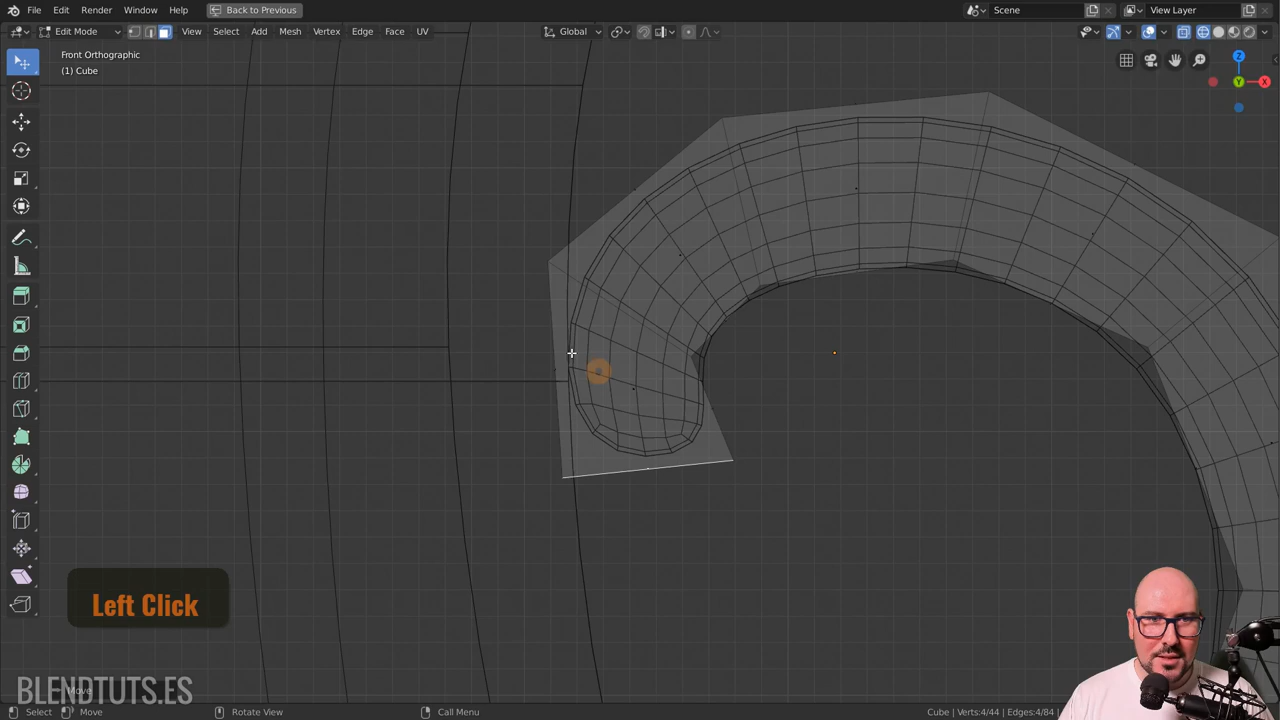 File Edit Render Window Help Back to Previous Scene View Layer
Edit Mode View Select Add Mesh Vertex Edge Face UV Global
Front Orthographic
(1) Cube
Z
Y
X
Left Click
BLENDTUTS.ES
Move
Select Move Rotate View Call Menu Cube | Verts:4/44 | Edges:4/84